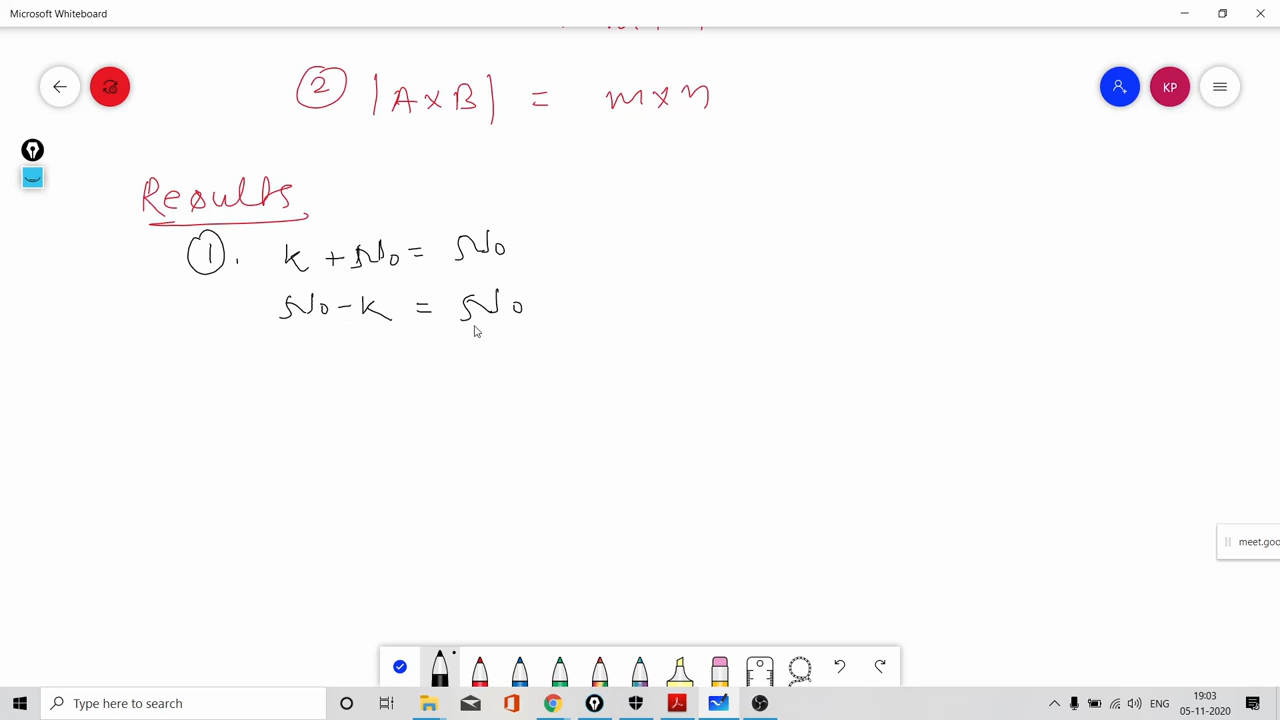 Microsoft Whiteboard
② |A×B| = m×n
KP
Results
①. k + ℵ₀ = ℵ₀
ℵ₀ - k = ℵ₀
meet.goo
Type here to search
ENG
19:03
05-11-2020